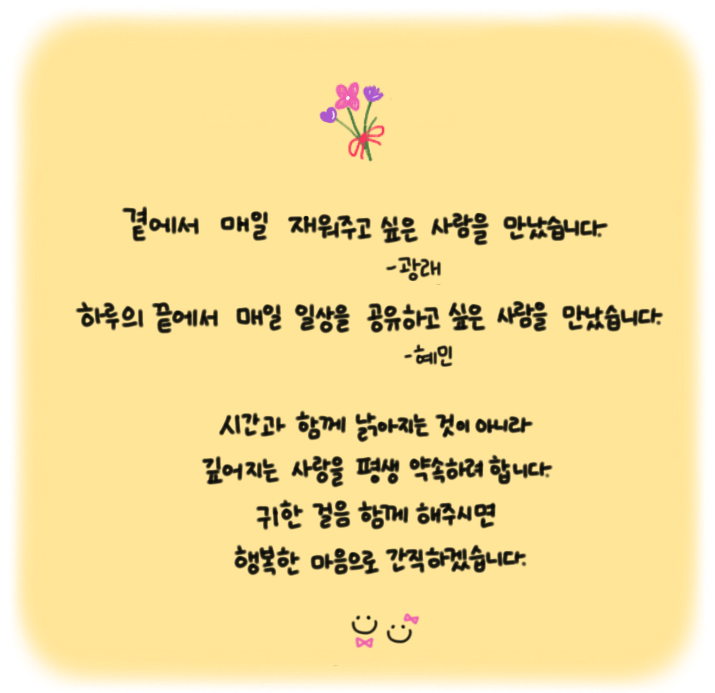 곁에서 매일 재워주고 싶은 사람을 만났습니다.
-광래
하루의 끝에서 매일 일상을 공유하고 싶은 사람을 만났습니다.
-혜민
시간과 함께 낡아지는 것이 아니라
깊어지는 사랑을 평생 약속하려 합니다.
귀한 걸음 함께 해주시면
행복한 마음으로 간직하겠습니다.